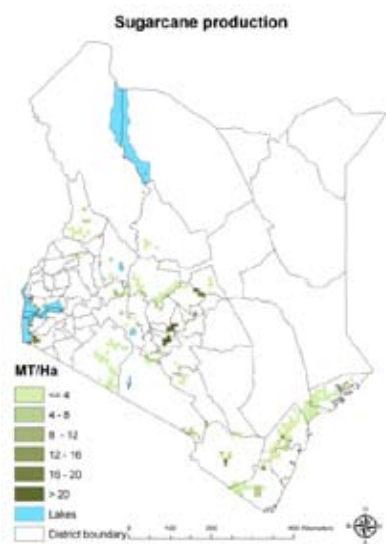 Sugarcane production
MT/Ha
<= 4
4 - 8
8 - 12
12 - 16
16 - 20
> 20
Lakes
District boundary